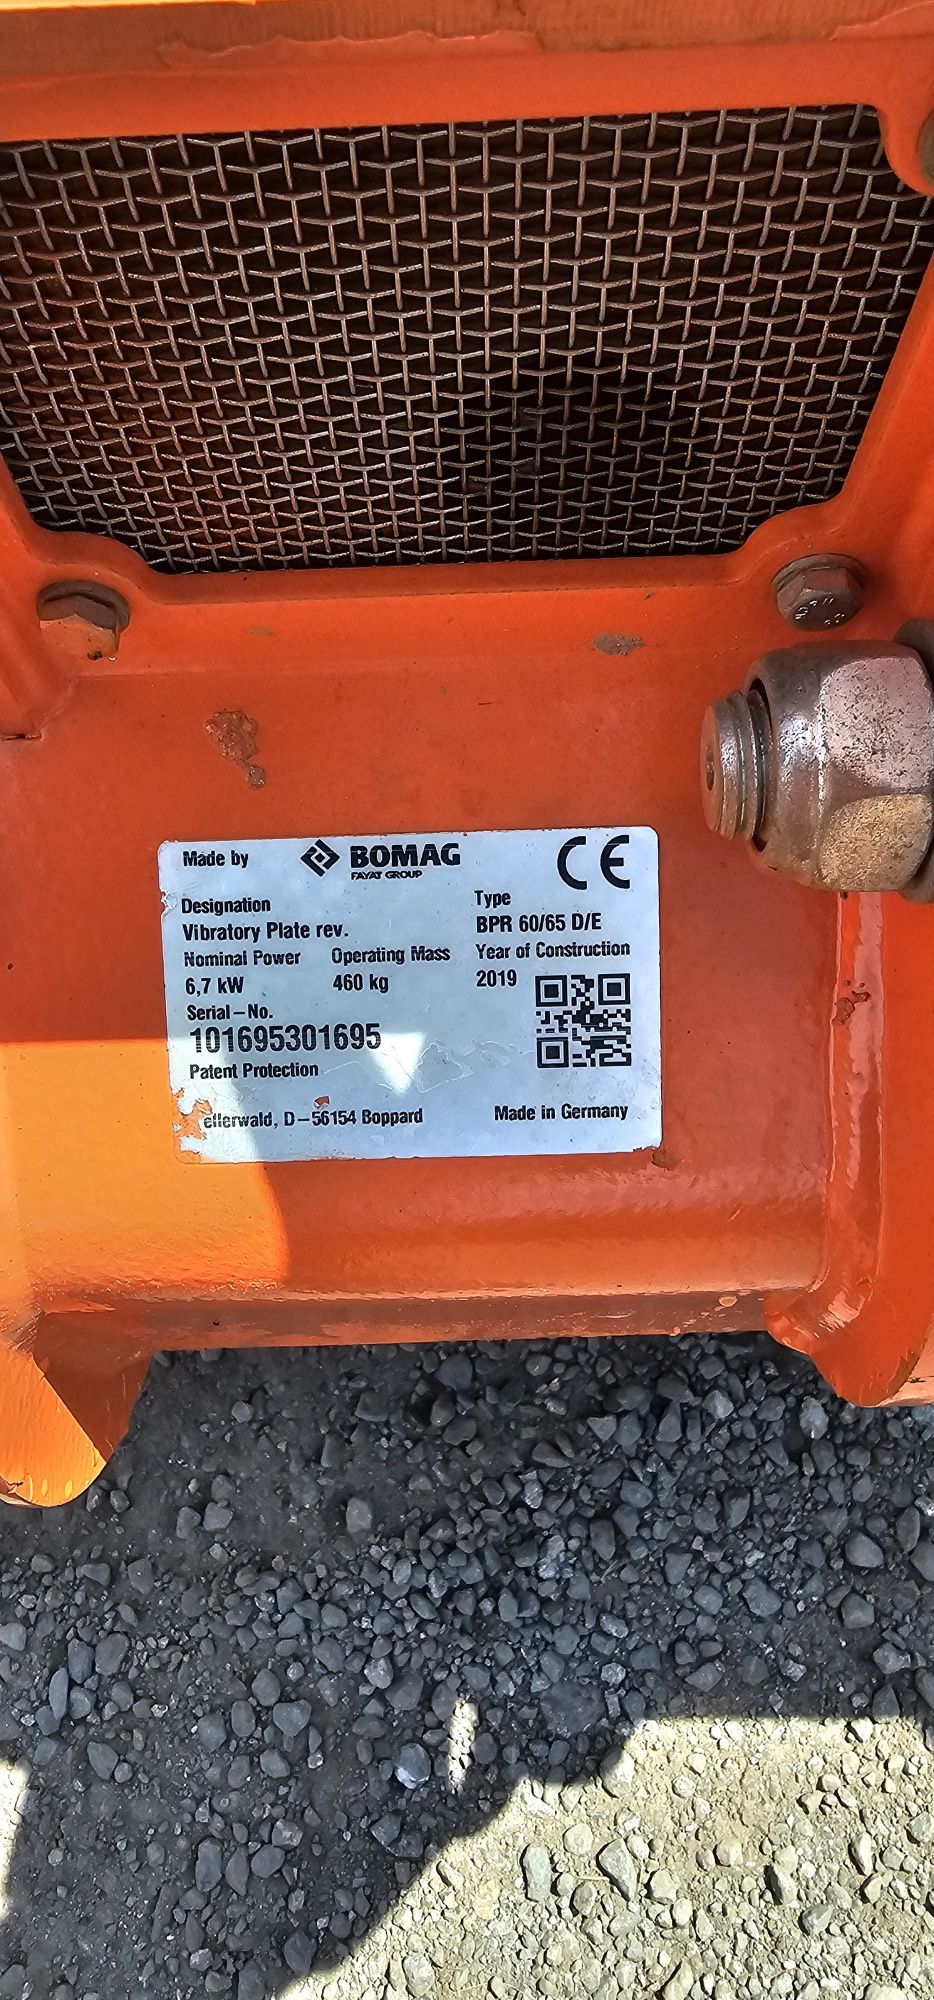 Made by BOMAG CE
FAYAT GROUP
Designation Type
Vibratory Plate rev. BPR 60/65 D/E
Nominal Power Operating Mass Year of Construction
6,7 kW 460 kg 2019
Serial-No.
101695301695
Patent Protection
D-56154 Boppard Made in Germany